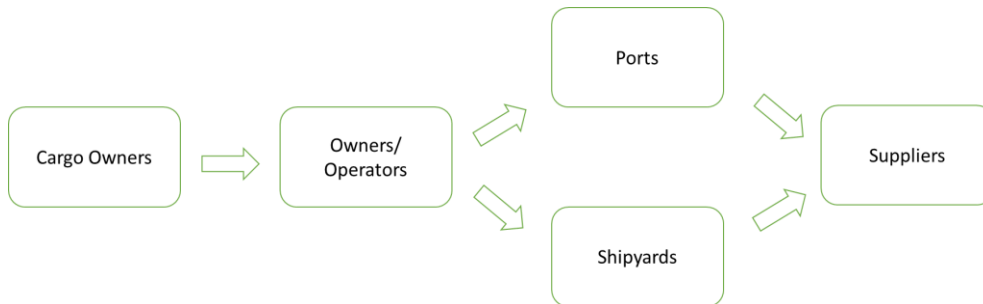 Cargo Owners
Owners/
Operators
Ports
Shipyards
Suppliers